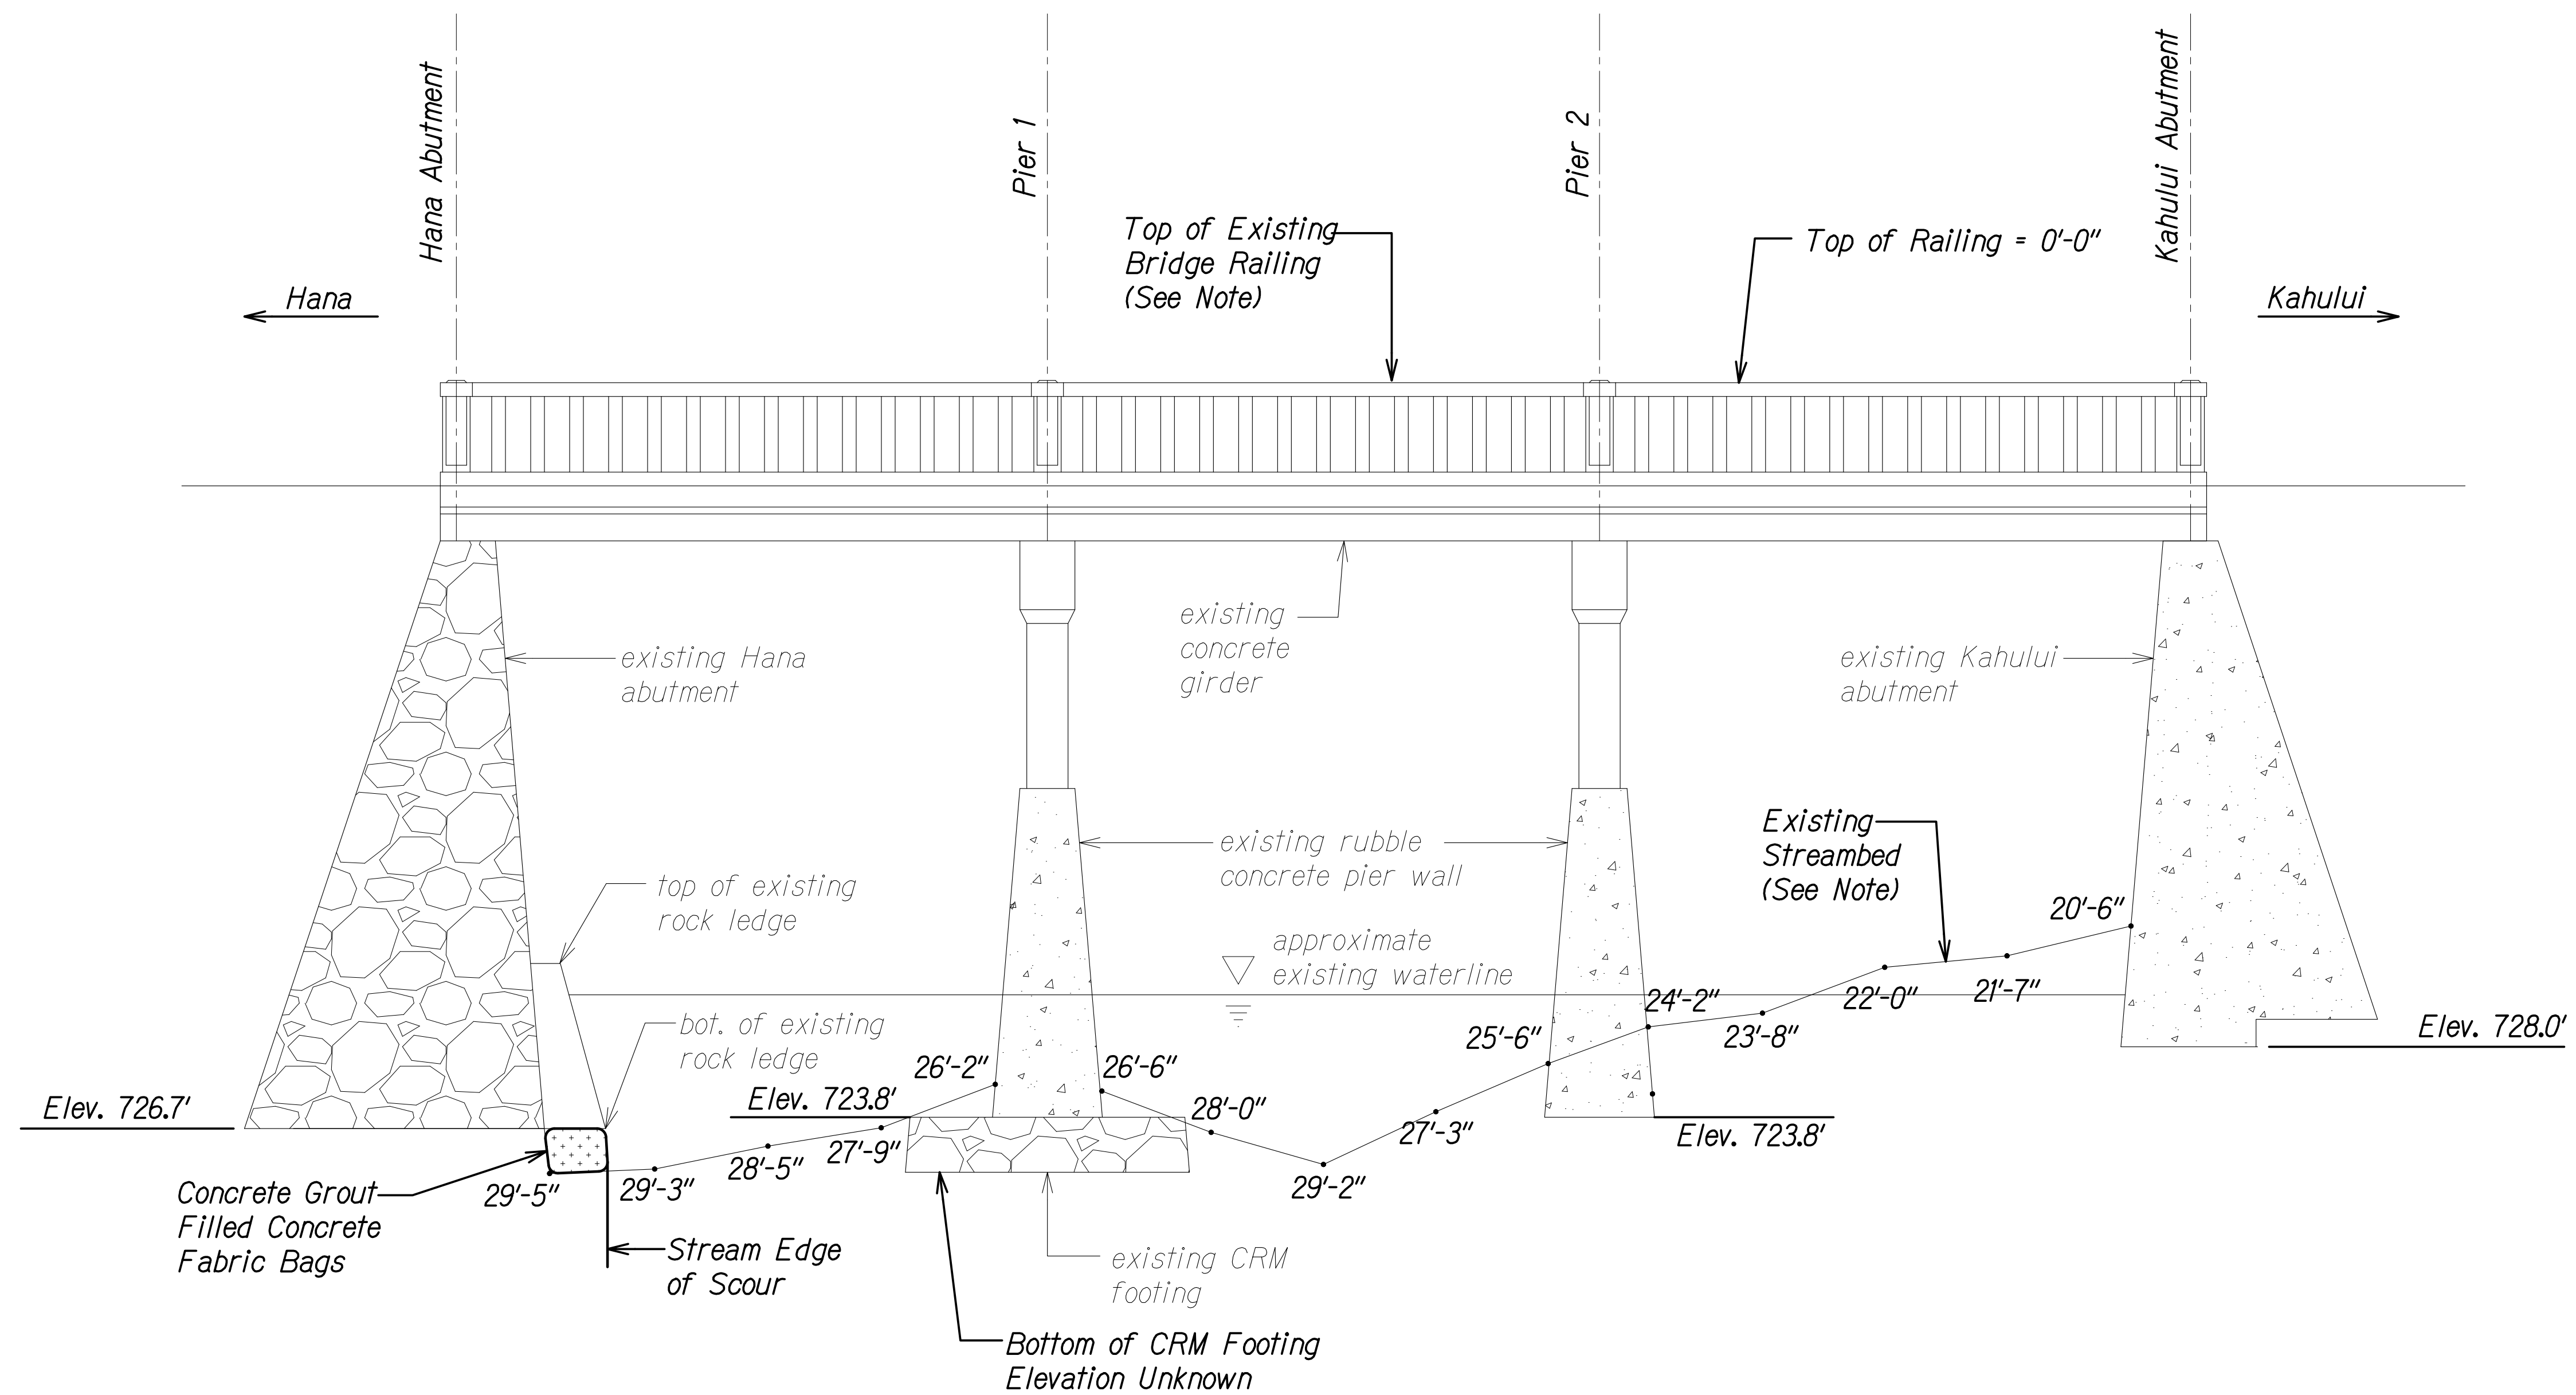 Hana Abutment
Pier 1
Pier 2
Kahului Abutment
Top of Existing
Bridge Railing
(See Note)
Top of Railing = 0'-0"
Hana
Kahului
existing
concrete
girder
existing Hana
abutment
existing Kahului
abutment
existing rubble
concrete pier wall
Existing
Streambed
(See Note)
top of existing
rock ledge
approximate
existing waterline
20'-6"
21'-7"
22'-0"
24'-2"
23'-8"
25'-6"
bot. of existing
rock ledge
26'-2"
26'-6"
Elev. 728.0'
Elev. 726.7'
Elev. 723.8'
28'-0"
27'-3"
Elev. 723.8'
27'-9"
28'-5"
29'-3"
29'-5"
29'-2"
Concrete Grout
Filled Concrete
Fabric Bags
Stream Edge
of Scour
existing CRM
footing
Bottom of CRM Footing
Elevation Unknown